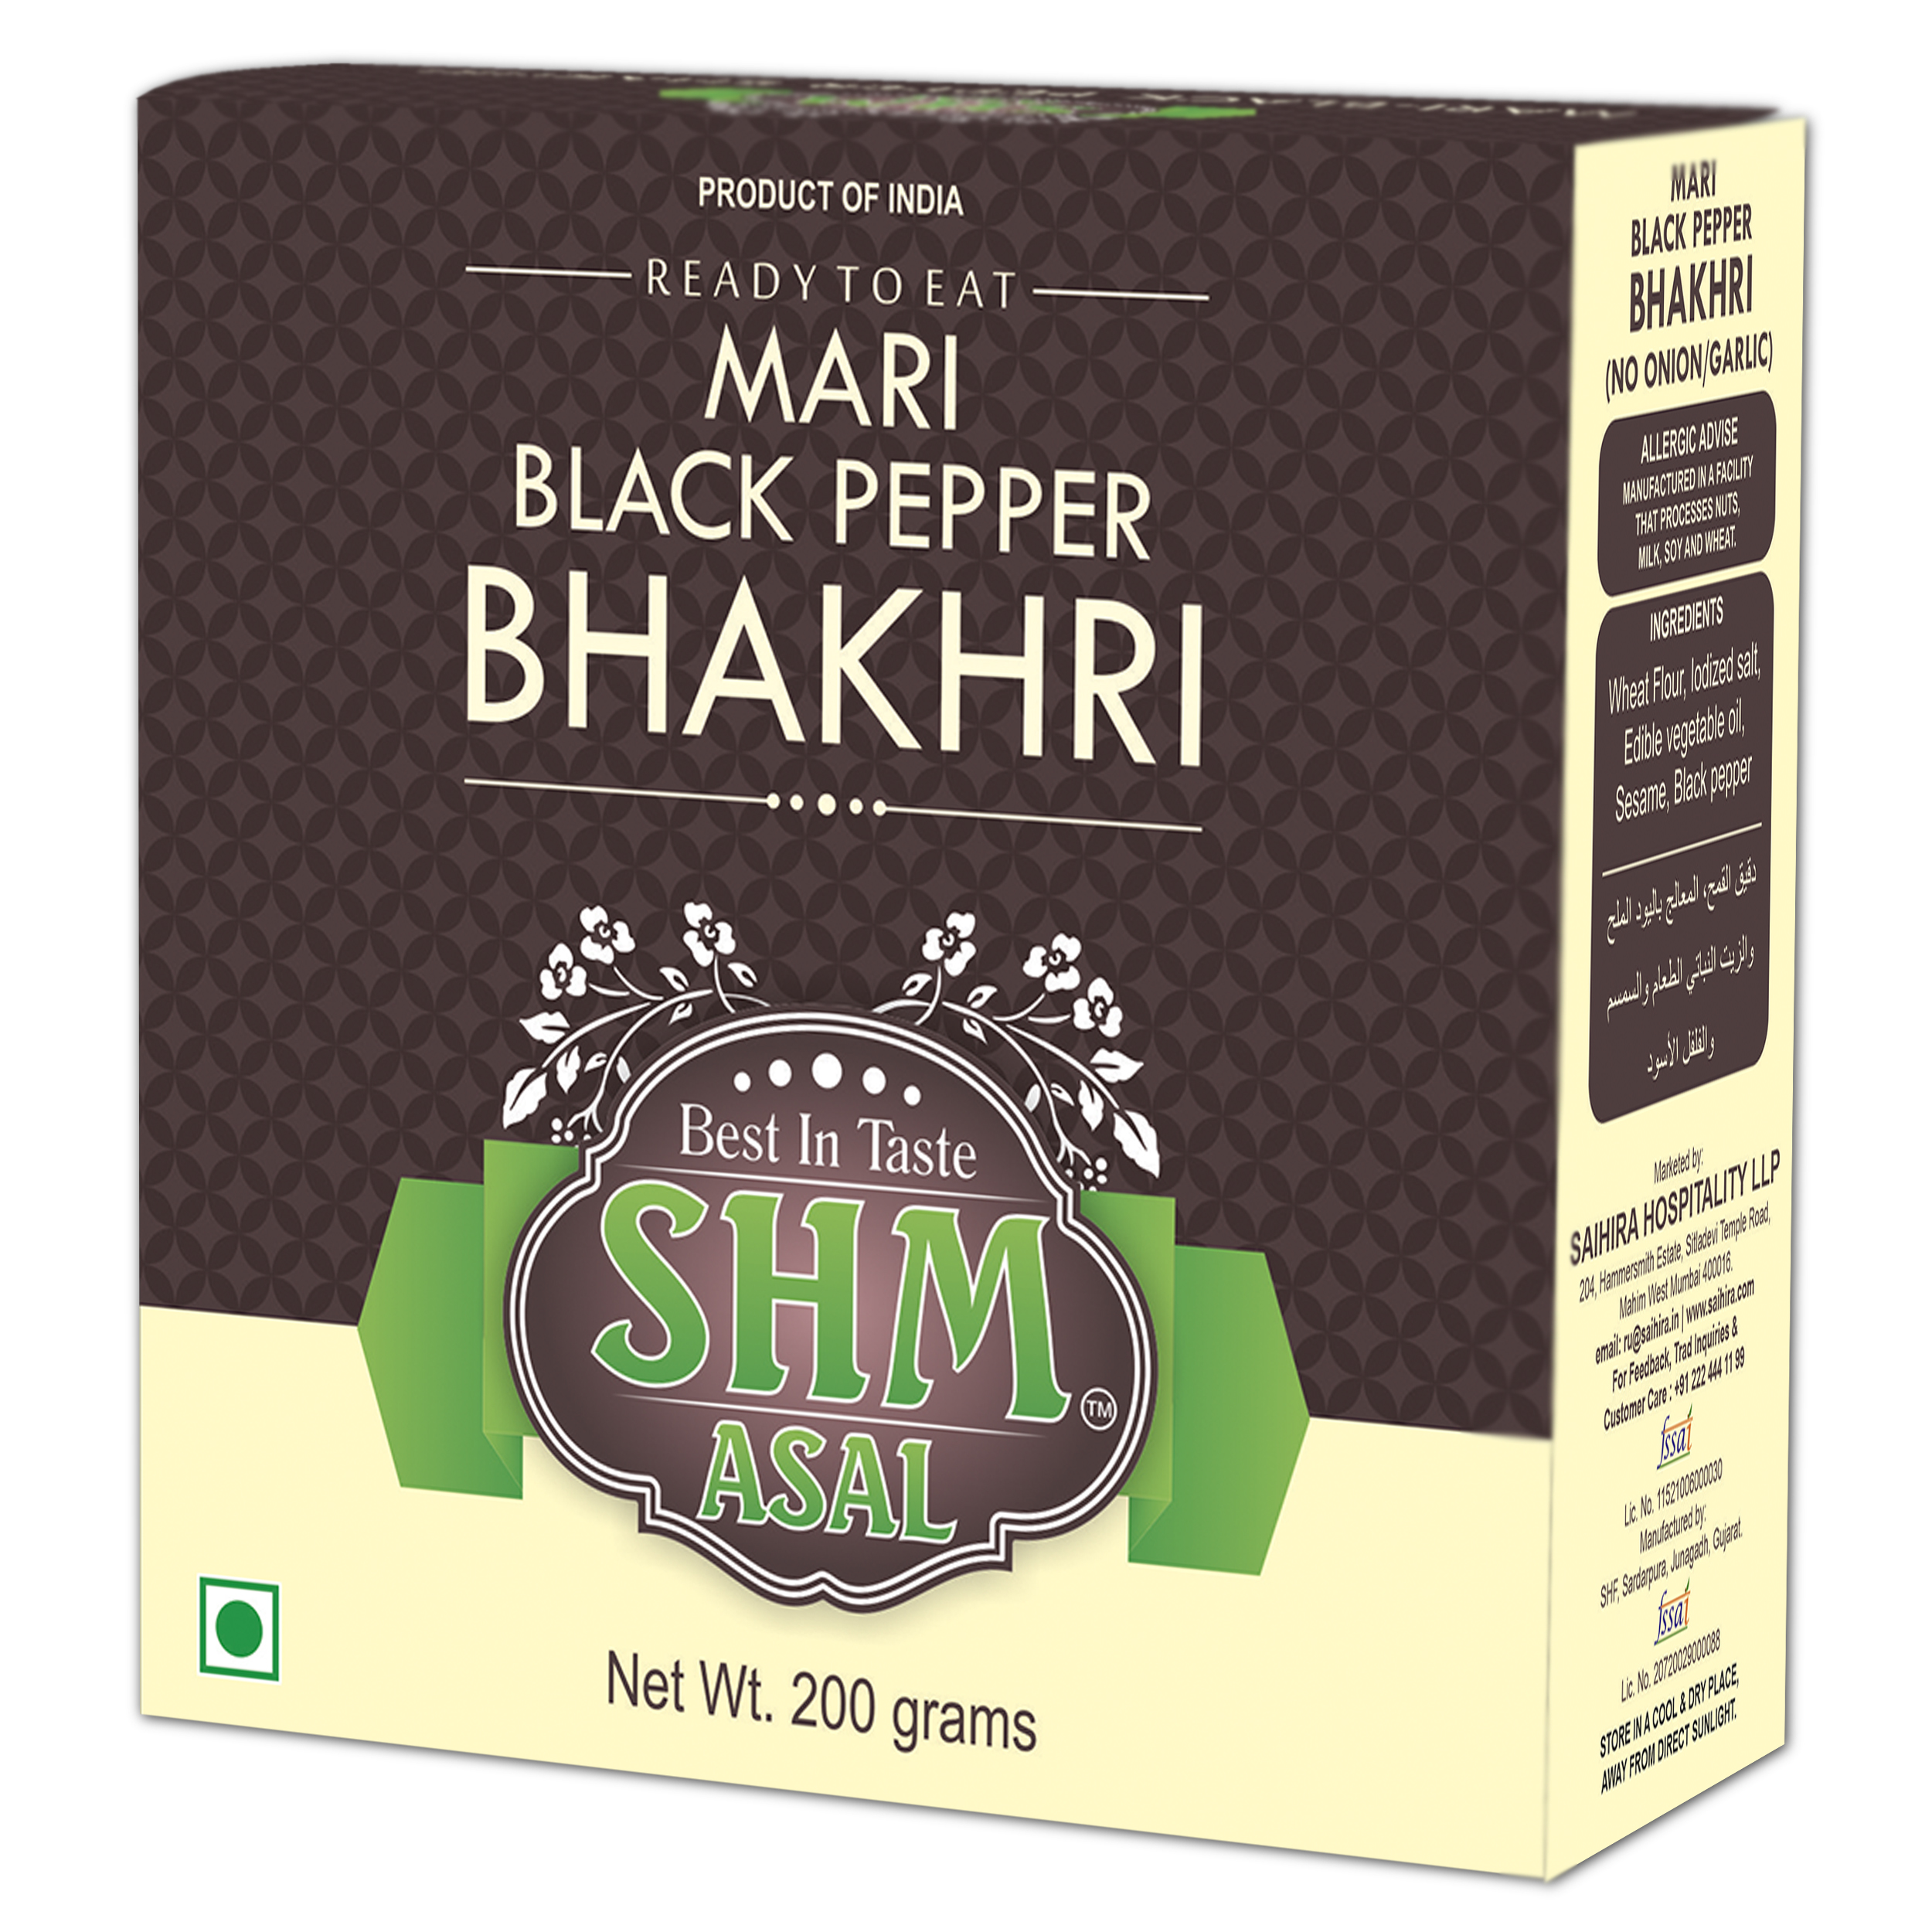 PRODUCT OF INDIA
READY TO EAT
MARI
BLACK PEPPER
BHAKHRI
Best In Taste
SHM
TM
ASAL
Net Wt. 200 grams
MARI
BLACK PEPPER
BHAKHRI
(NO ONION/GARLIC)
ALLERGIC ADVISE
MANUFACTURED IN A FACILITY
THAT PROCESSES NUTS,
MILK, SOY AND WHEAT.
INGREDIENTS
Wheat Flour, Iodized salt,
Edible vegetable oil,
Sesame, Black pepper
دقيق القمح، المعالج باليود الملح
والزيت النباتي الطعام والسمسم
والفلفل الأسود
Marketed by:
SAIHIRA HOSPITALITY LLP
204, Hammersmith Estate, Sitladevi Temple Road,
Mahim West Mumbai 400016.
email: ru@saihira.in | www.saihira.com
For Feedback, Trad Inquiries &
Customer Care : +91 222 444 11 99
fssai
Lic. No. 11521006000030
Manufactured by:
SHF, Sardarpura, Junagadh, Gujarat.
fssai
Lic. No. 20720029000088
STORE IN A COOL & DRY PLACE,
AWAY FROM DIRECT SUNLIGHT.